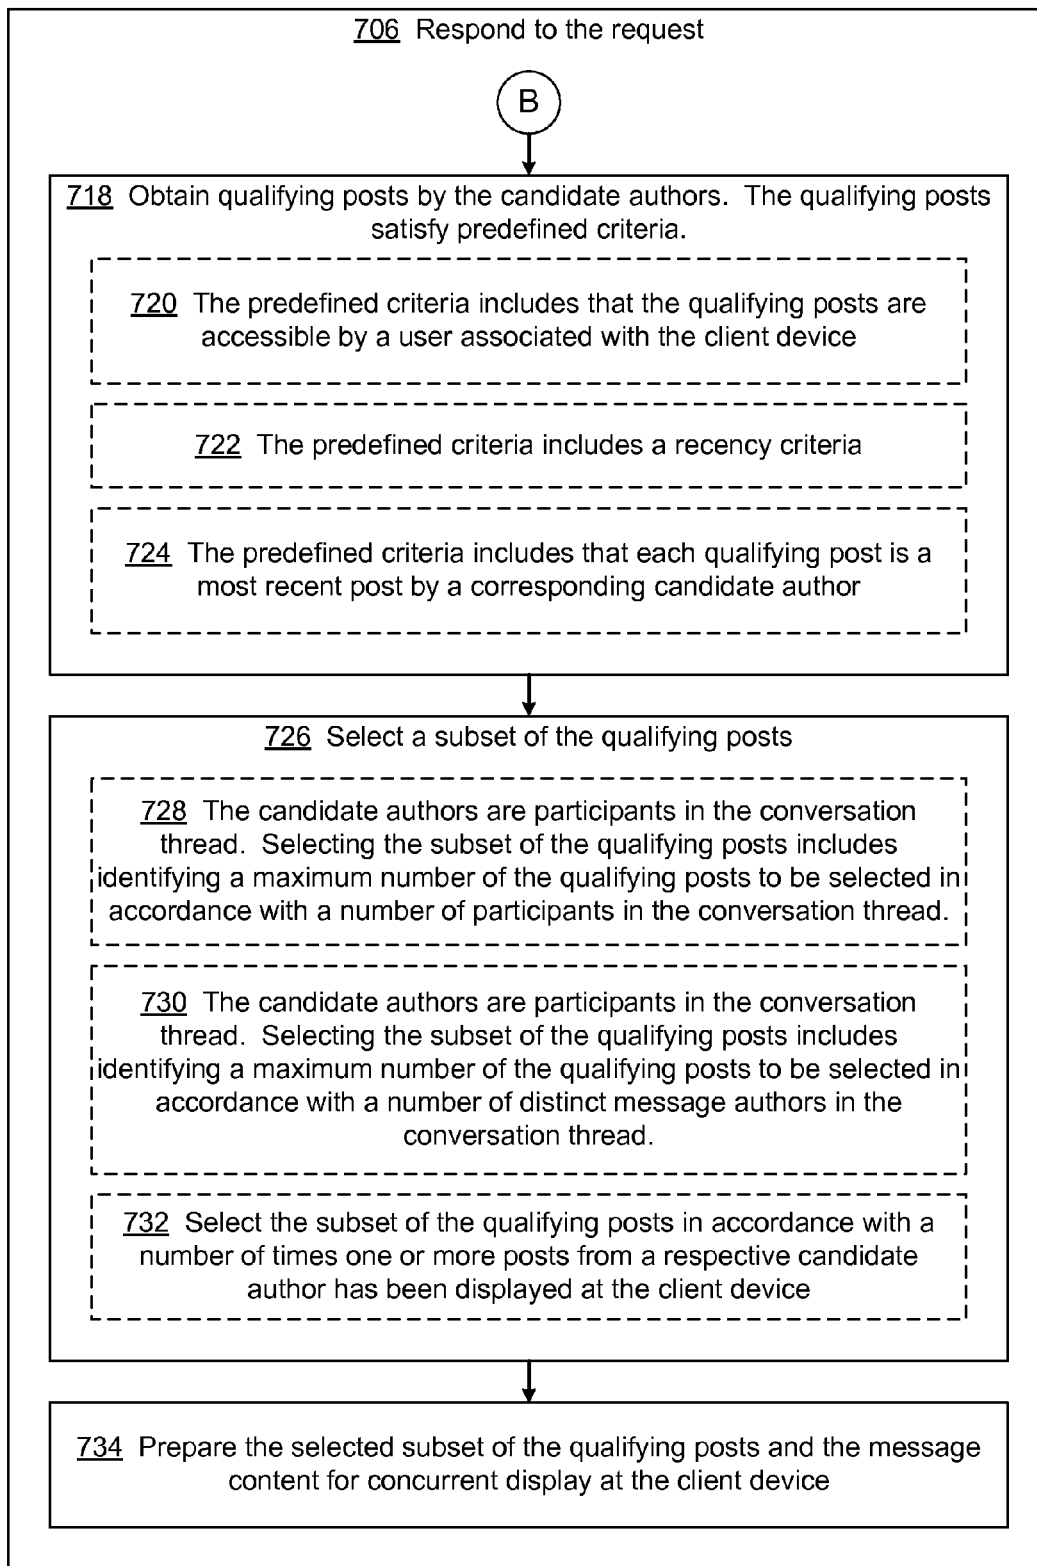 706 Respond to the request
B
718 Obtain qualifying posts by the candidate authors. The qualifying posts
satisfy predefined criteria.
720 The predefined criteria includes that the qualifying posts are
accessible by a user associated with the client device
722 The predefined criteria includes a recency criteria
724 The predefined criteria includes that each qualifying post is a
most recent post by a corresponding candidate author
726 Select a subset of the qualifying posts
728 The candidate authors are participants in the conversation
thread. Selecting the subset of the qualifying posts includes
identifying a maximum number of the qualifying posts to be selected in
accordance with a number of participants in the conversation thread.
730 The candidate authors are participants in the conversation
thread. Selecting the subset of the qualifying posts includes
identifying a maximum number of the qualifying posts to be selected in
accordance with a number of distinct message authors in the
conversation thread.
732 Select the subset of the qualifying posts in accordance with a
number of times one or more posts from a respective candidate
author has been displayed at the client device
734 Prepare the selected subset of the qualifying posts and the message
content for concurrent display at the client device